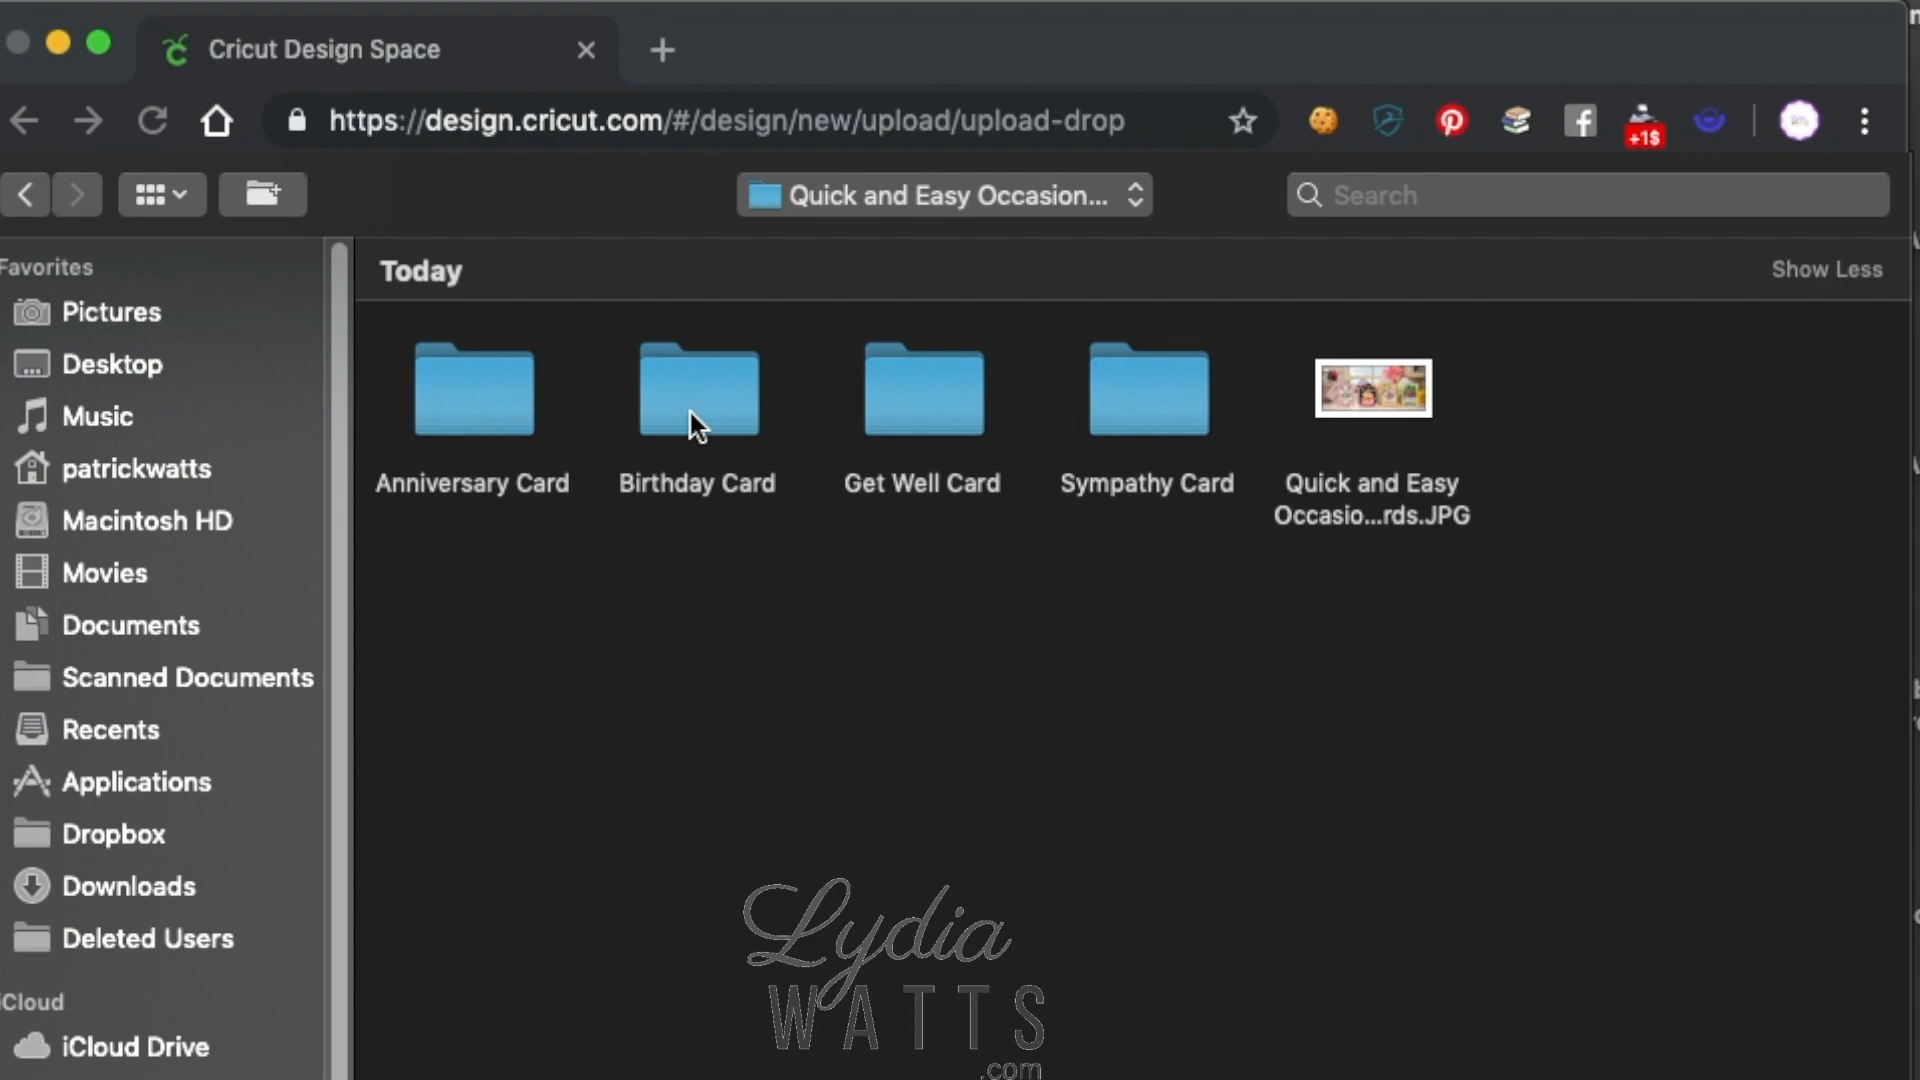 Cricut Design Space
https://design.cricut.com/#/design/new/upload/upload-drop
+1$
Quick and Easy Occasion...
Search
Favorites
Pictures
Desktop
Music
patrickwatts
Macintosh HD
Movies
Documents
Scanned Documents
Recents
Applications
Dropbox
Downloads
Deleted Users
iCloud
iCloud Drive
Today
Show Less
Anniversary Card
Birthday Card
Get Well Card
Sympathy Card
Quick and Easy
Occasio...rds.JPG
Lydia
WATTS
.com